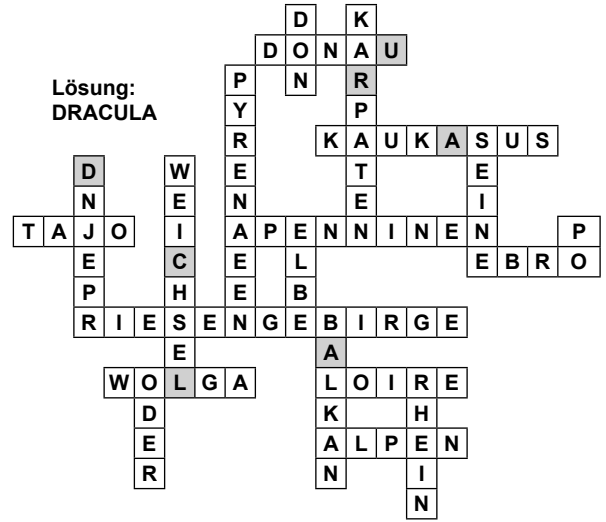 D K
D O N A U
P N R
Lösung:
Y P
DRACULA
R K A U K A S U S
D W E T E
N E N E I
T A J O I A P E N N I N E N P
E C E L E B R O
P H E B
R I E S E N G E B I R G E
E A
W O L G A L O I R E
D K H
E A L P E N
R N I
N